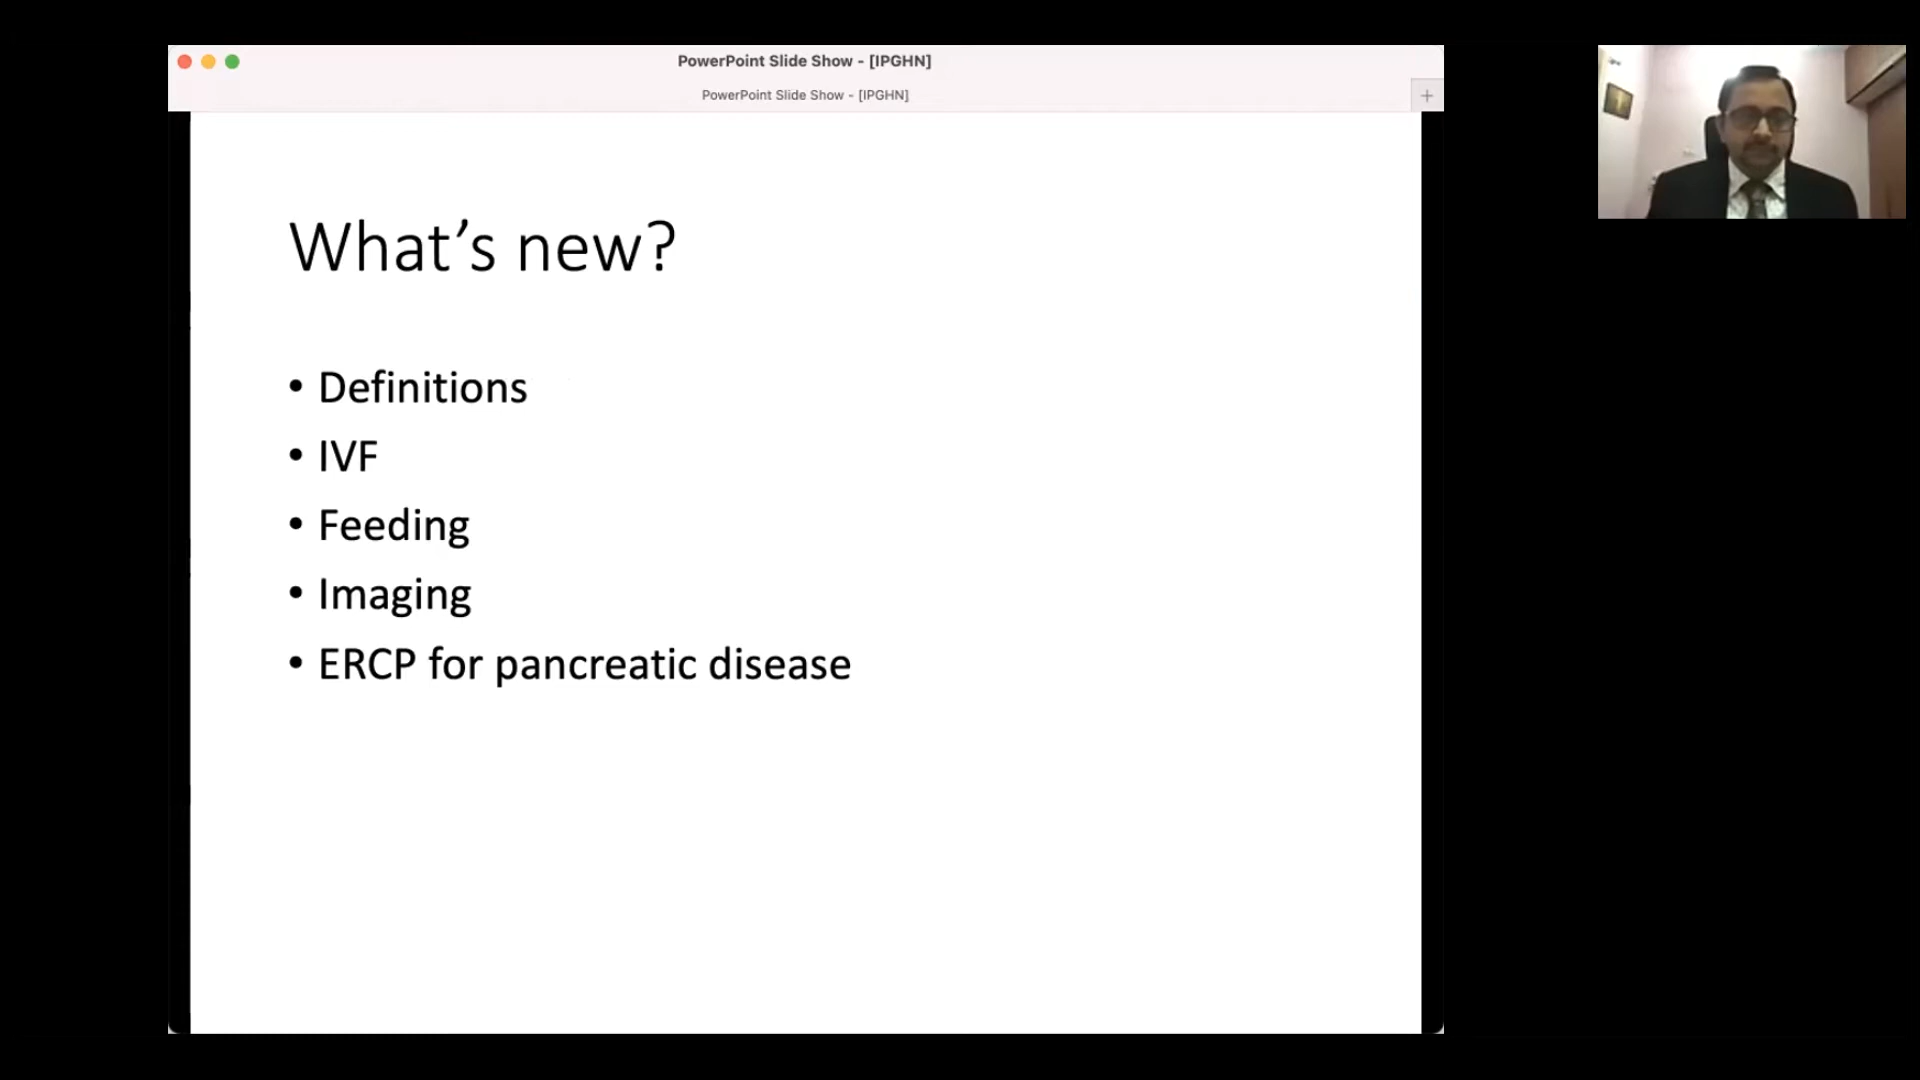 PowerPoint Slide Show - [IPGHN]
PowerPoint Slide Show - [IPGHN]
What’s new?
• Definitions
• IVF
• Feeding
• Imaging
• ERCP for pancreatic disease